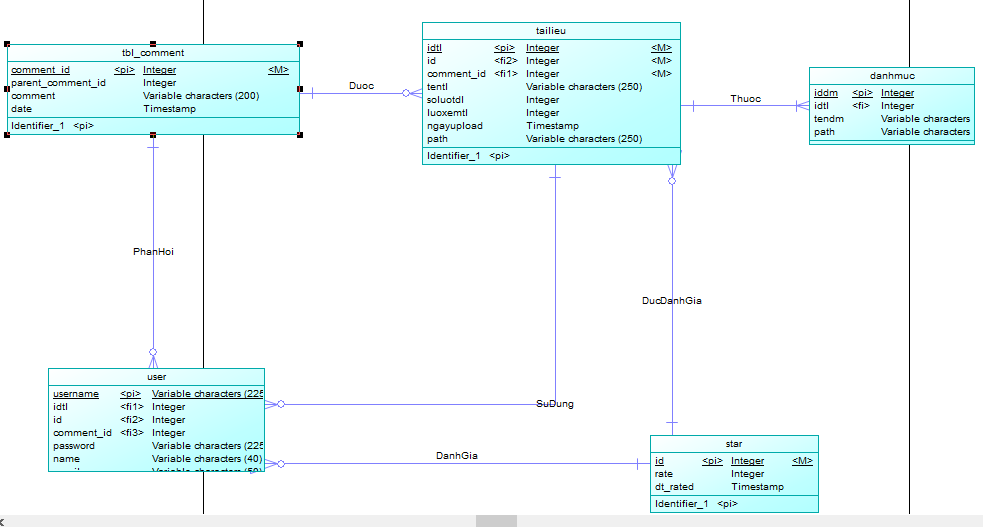 tbl_comment
comment_id <pi> Integer <M>
parent_comment_id Integer
comment Variable characters (200)
date Timestamp
Identifier_1 <pi>
Duoc
tailieu
idtl <pi> Integer <M>
id <fi2> Integer <M>
comment_id <fi1> Integer <M>
tentl Variable characters (250)
soluotdl Integer
luoxemtl Integer
ngayupload Timestamp
path Variable characters (250)
Identifier_1 <pi>
Thuoc
danhmuc
iddm <pi> Integer
idtl <fi> Integer
tendm Variable characters
path Variable characters
PhanHoi
DucDanhGia
user
username <pi> Variable characters (225
idtl <fi1> Integer
id <fi2> Integer
comment_id <fi3> Integer
password Variable characters (225
name Variable characters (40)
Variable characters (50)
SuDung
DanhGia
star
id <pi> Integer <M>
rate Integer
dt_rated Timestamp
Identifier_1 <pi>